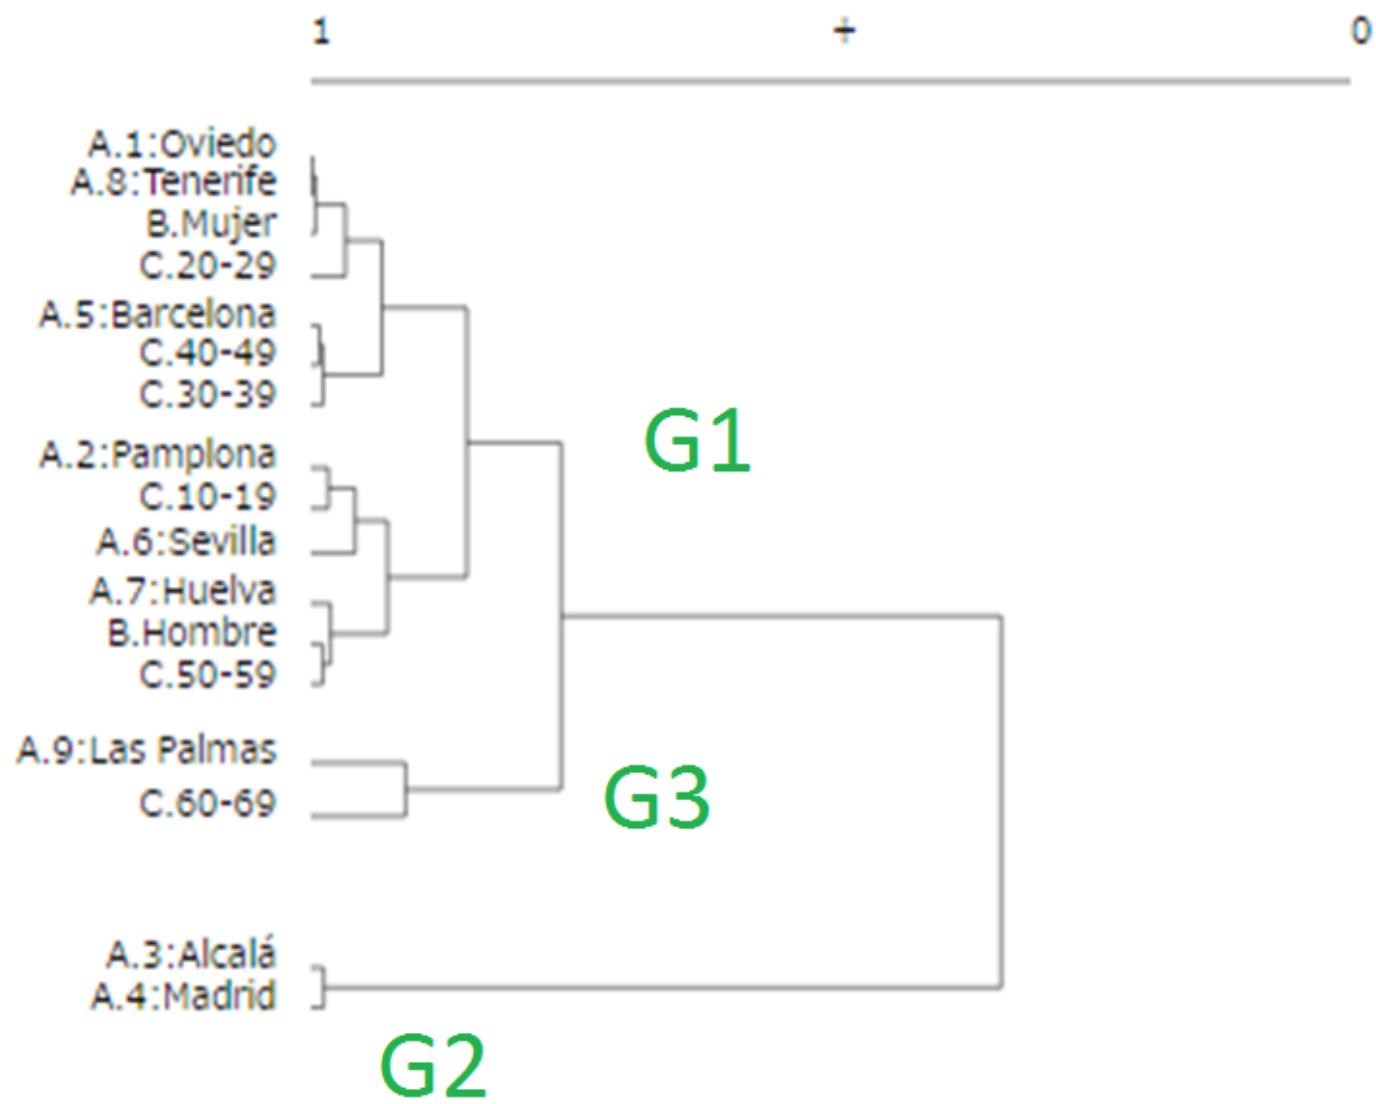 1 + 0
A.1:Oviedo
A.8:Tenerife
B.Mujer
C.20-29
A.5:Barcelona
C.40-49
C.30-39
G1
A.2:Pamplona
C.10-19
A.6:Sevilla
A.7:Huelva
B.Hombre
C.50-59
A.9:Las Palmas
G3
C.60-69
A.3:Alcalá
A.4:Madrid
G2